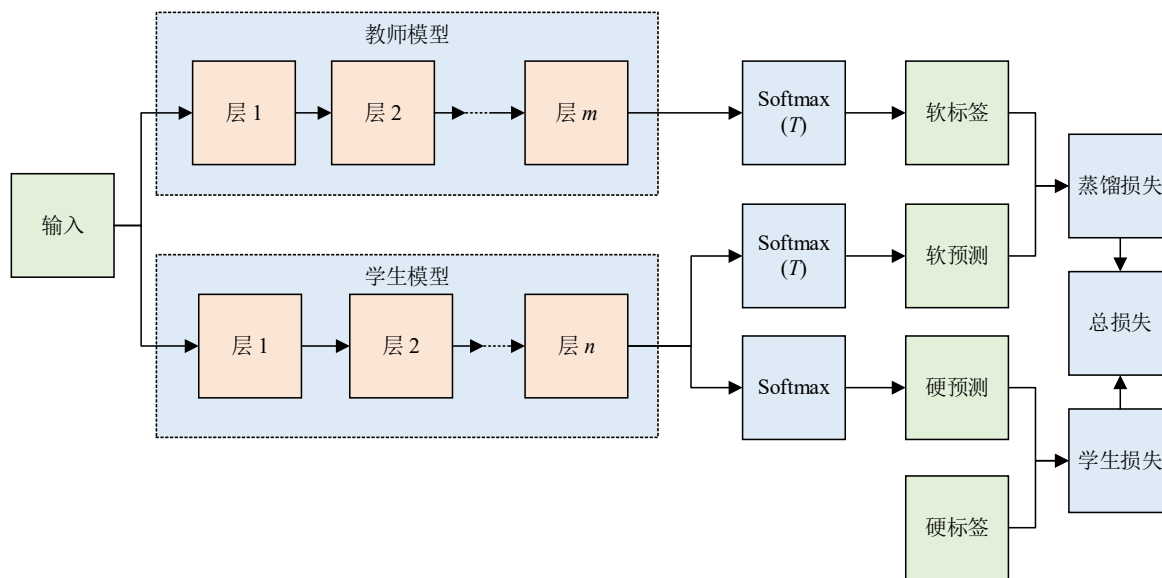 教师模型
层 1
层 2
层 m
Softmax
(T)
软标签
蒸馏损失
输入
Softmax
(T)
软预测
学生模型
层 1
层 2
层 n
总损失
Softmax
硬预测
学生损失
硬标签